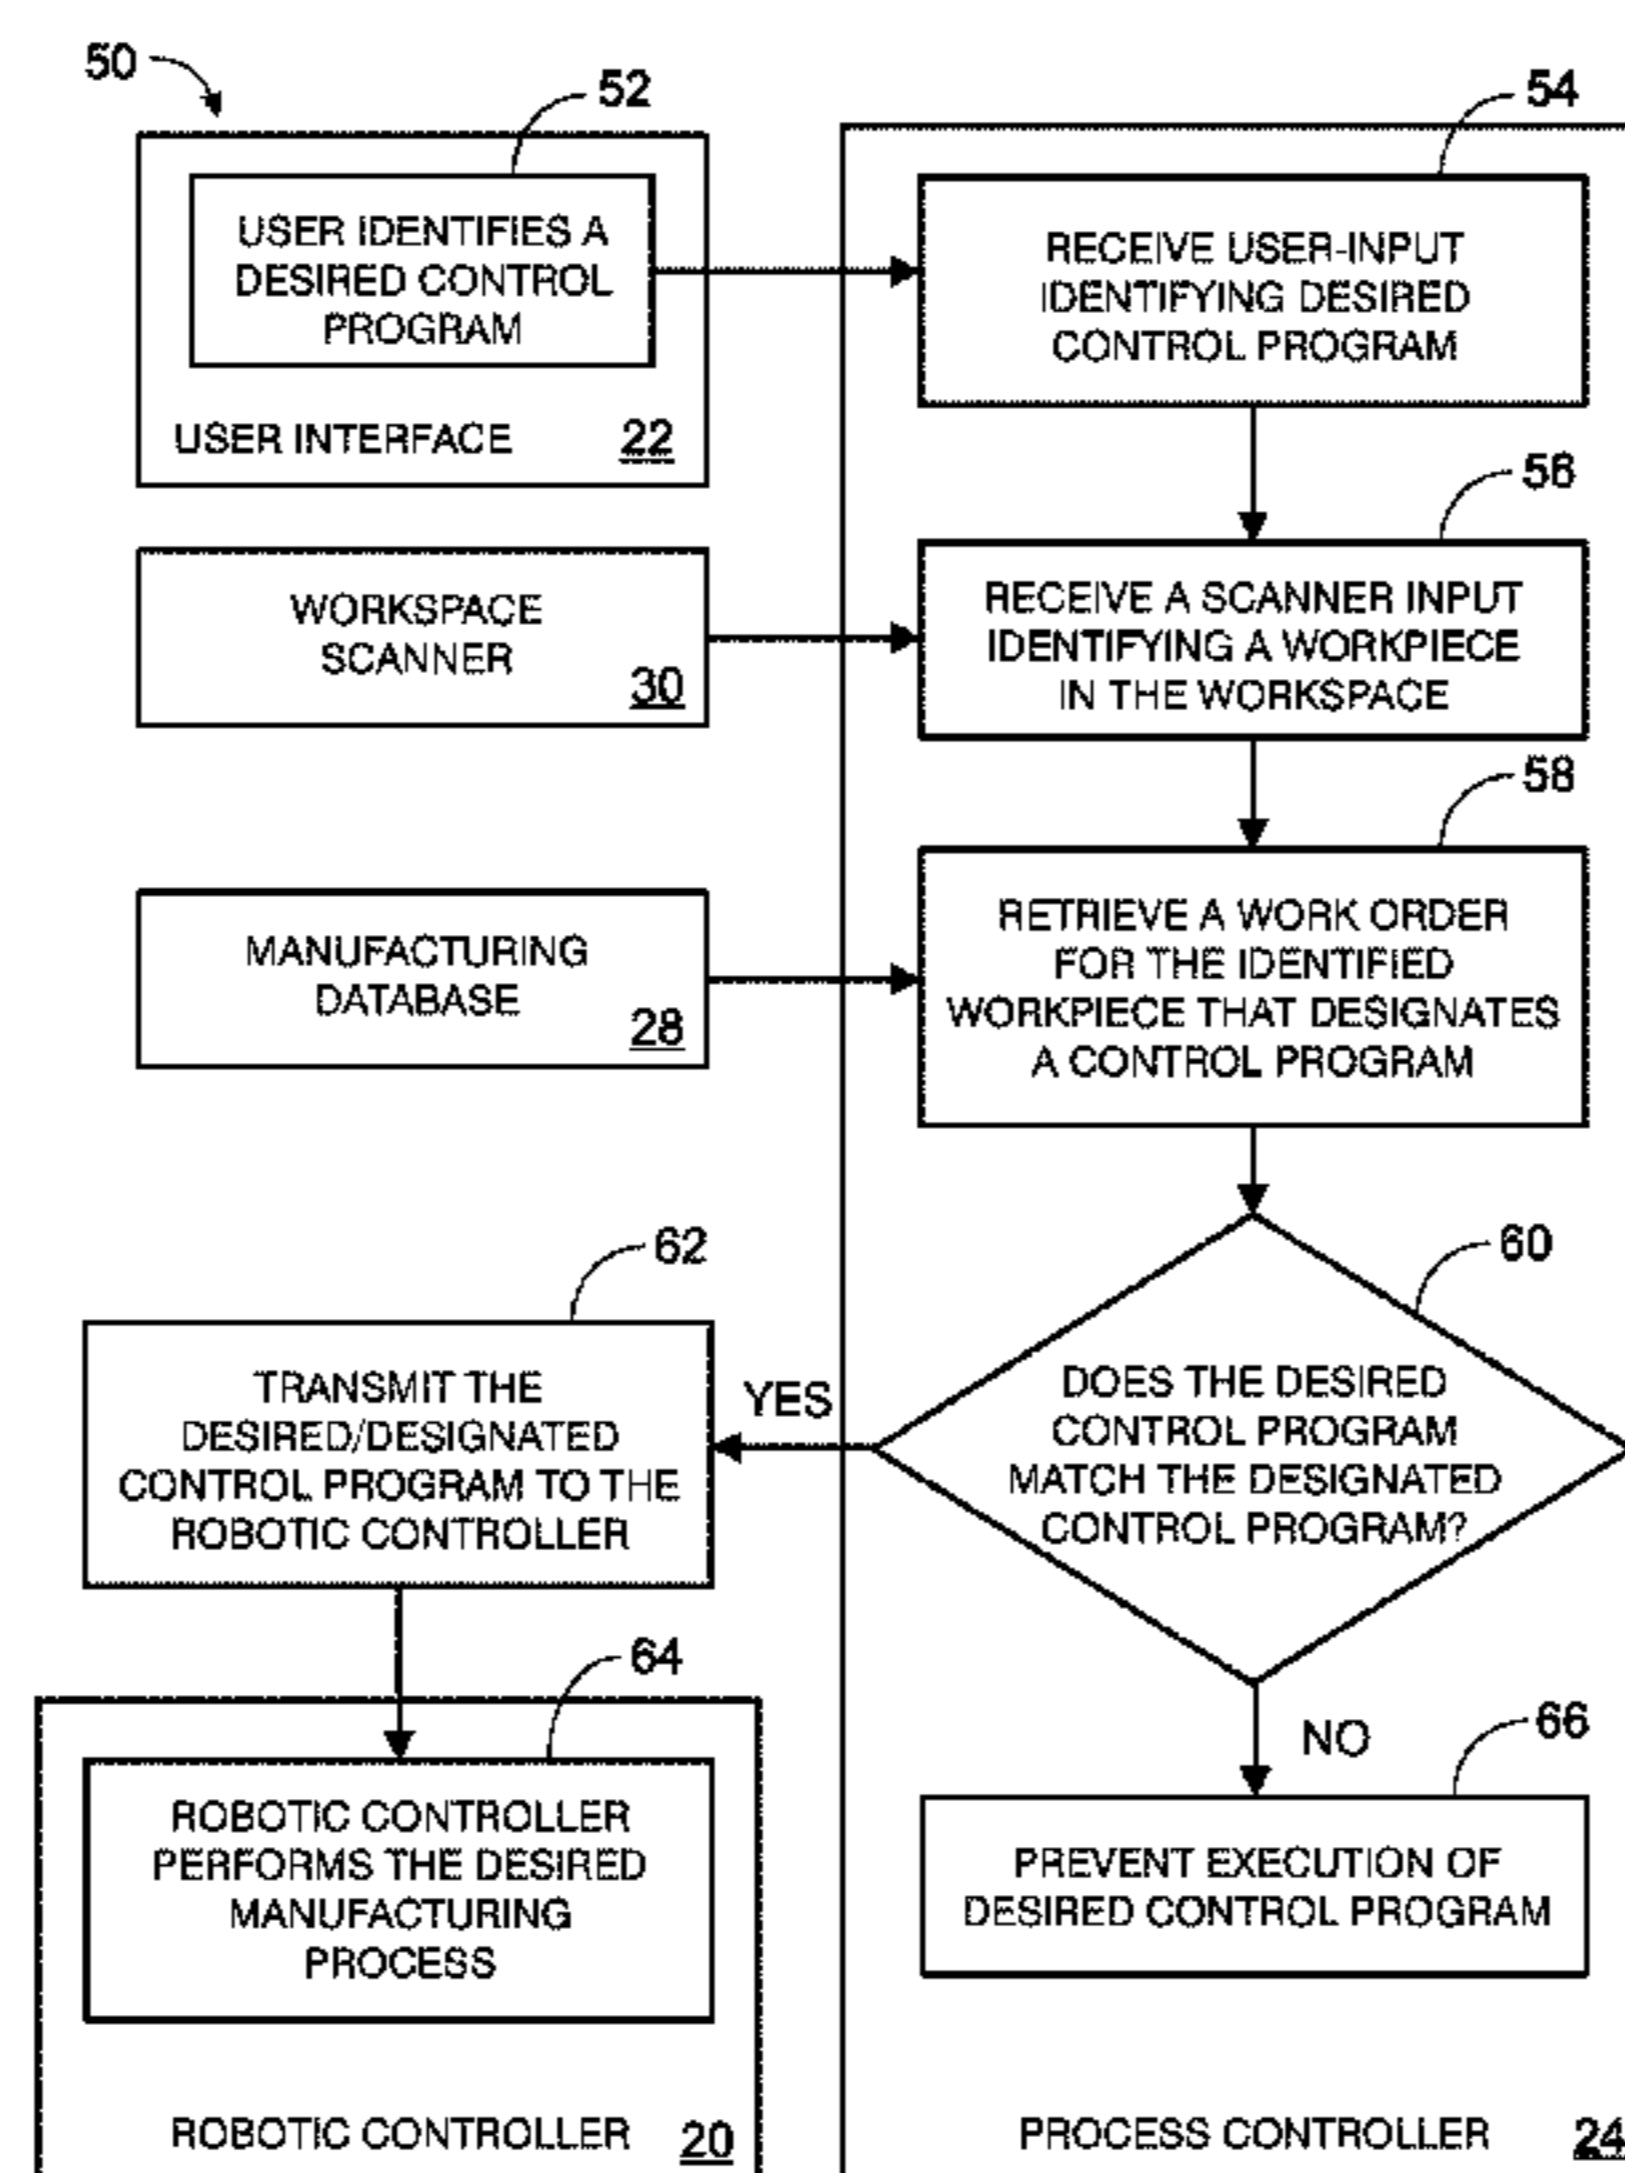 50
52
USER IDENTIFIES A
DESIRED CONTROL
PROGRAM
USER INTERFACE 22
54
RECEIVE USER-INPUT
IDENTIFYING DESIRED
CONTROL PROGRAM
WORKSPACE
SCANNER
30
56
RECEIVE A SCANNER INPUT
IDENTIFYING A WORKPIECE
IN THE WORKSPACE
MANUFACTURING
DATABASE
28
58
RETRIEVE A WORK ORDER
FOR THE IDENTIFIED
WORKPIECE THAT DESIGNATES
A CONTROL PROGRAM
60
DOES THE DESIRED
CONTROL PROGRAM
MATCH THE DESIGNATED
CONTROL PROGRAM?
YES
62
TRANSMIT THE
DESIRED/DESIGNATED
CONTROL PROGRAM TO THE
ROBOTIC CONTROLLER
64
ROBOTIC CONTROLLER
PERFORMS THE DESIRED
MANUFACTURING
PROCESS
ROBOTIC CONTROLLER 20
NO
66
PREVENT EXECUTION OF
DESIRED CONTROL PROGRAM
PROCESS CONTROLLER 24